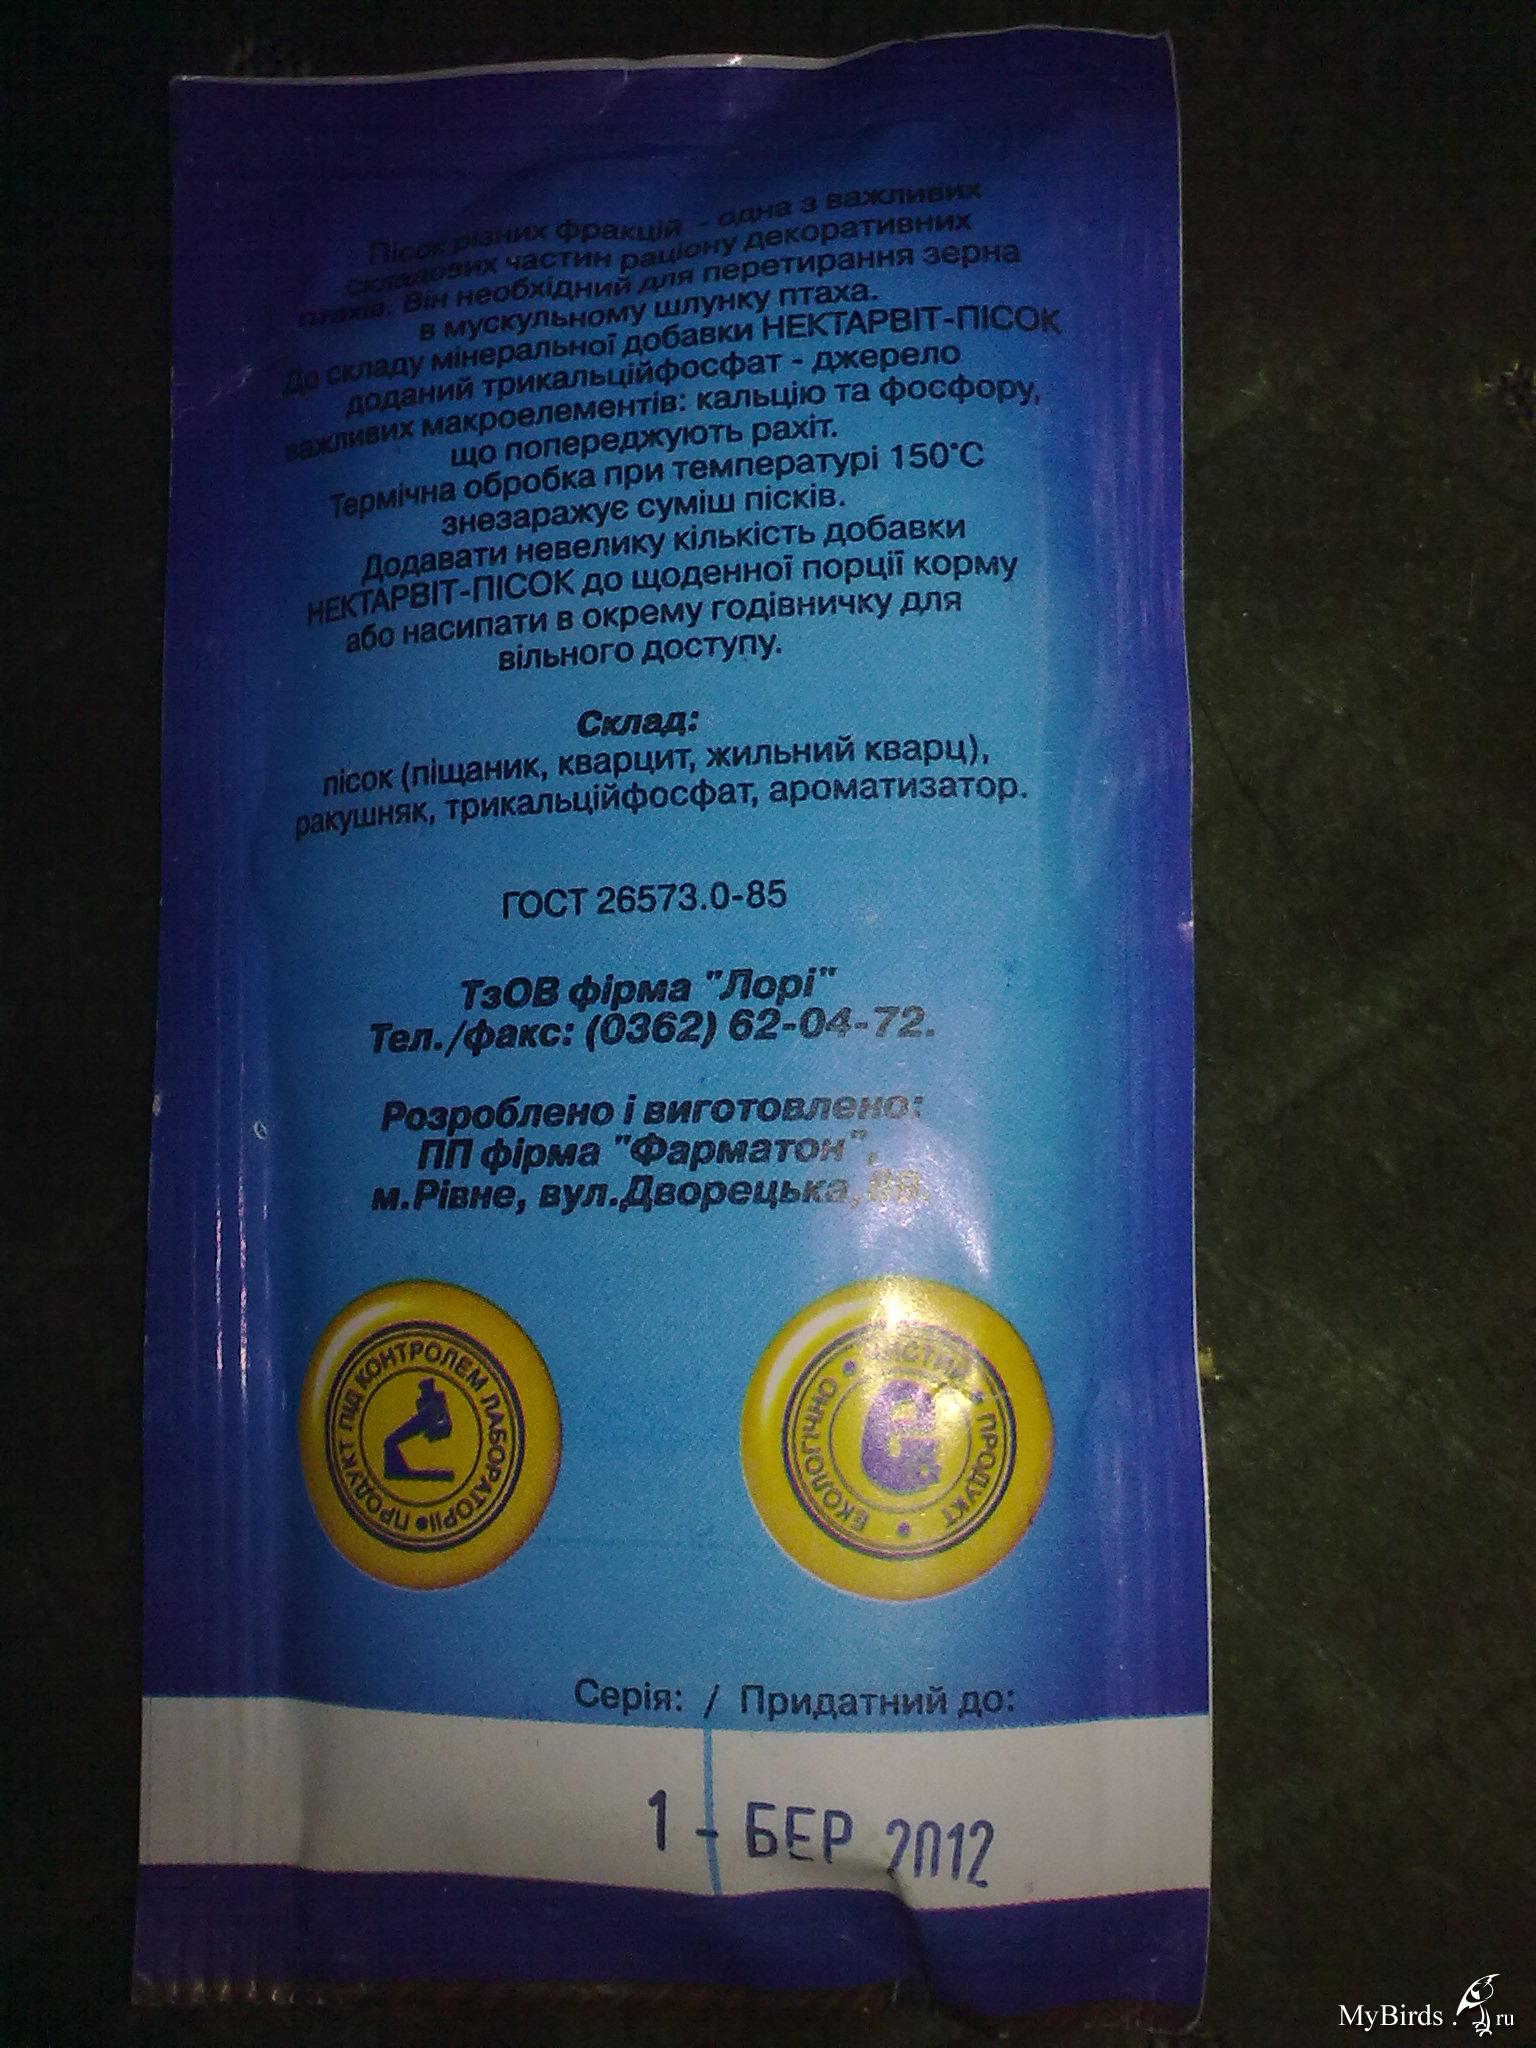 Пісок різних фракцій - одна з важливих
складових частин раціону декоративних
птахів. Він необхідний для перетирання зерна
в мускульному шлунку птаха.
До складу мінеральної добавки НЕКТАРВІТ-ПІСОК
доданий трикальційфосфат - джерело
важливих макроелементів: кальцію та фосфору,
що попереджують рахіт.
Термічна обробка при температурі 150°С
знезаражує суміш пісків.
Додавати невелику кількість добавки
НЕКТАРВІТ-ПІСОК до щоденної порції корму
або насипати в окрему годівничку для
вільного доступу.
Склад:
пісок (піщаник, кварцит, жильний кварц),
ракушняк, трикальційфосфат, ароматизатор.
ГОСТ 26573.0-85
ТзОВ фірма "Лорі"
Тел./факс: (0362) 62-04-72.
Розроблено і виготовлено:
ПП фірма "Фарматон",
м.Рівне, вул.Дворецька,
ПРОДУКТ ПІД КОНТРОЛЕМ ЛАБОРАТОРІІ
ЕКОЛОГІЧНО • ЧИСТИЙ • ПРОДУКТ •
Серія: / Придатний до:
1 - БЕР 2012
MyBirds.ru